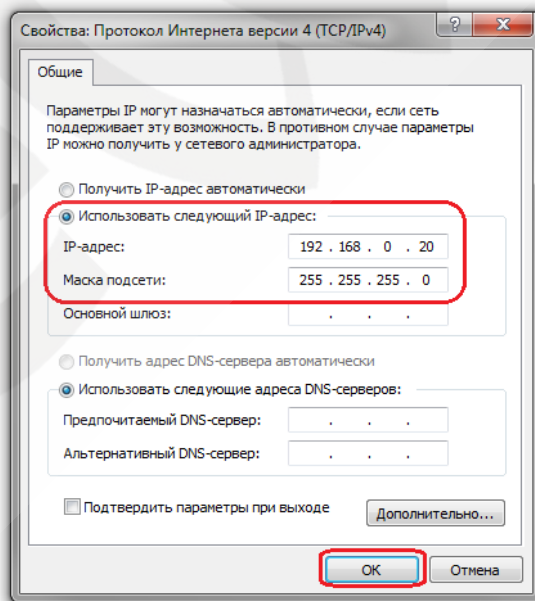 Свойства: Протокол Интернета версии 4 (TCP/IPv4)
Общие
Параметры IP могут назначаться автоматически, если сеть
поддерживает эту возможность. В противном случае параметры
IP можно получить у сетевого администратора.
Получить IP-адрес автоматически
Использовать следующий IP-адрес:
IP-адрес: 192 . 168 . 0 . 20
Маска подсети: 255 . 255 . 255 . 0
Основной шлюз: . . .
Получить адрес DNS-сервера автоматически
Использовать следующие адреса DNS-серверов:
Предпочитаемый DNS-сервер: . . .
Альтернативный DNS-сервер: . . .
Подтвердить параметры при выходе
Дополнительно...
ОК Отмена